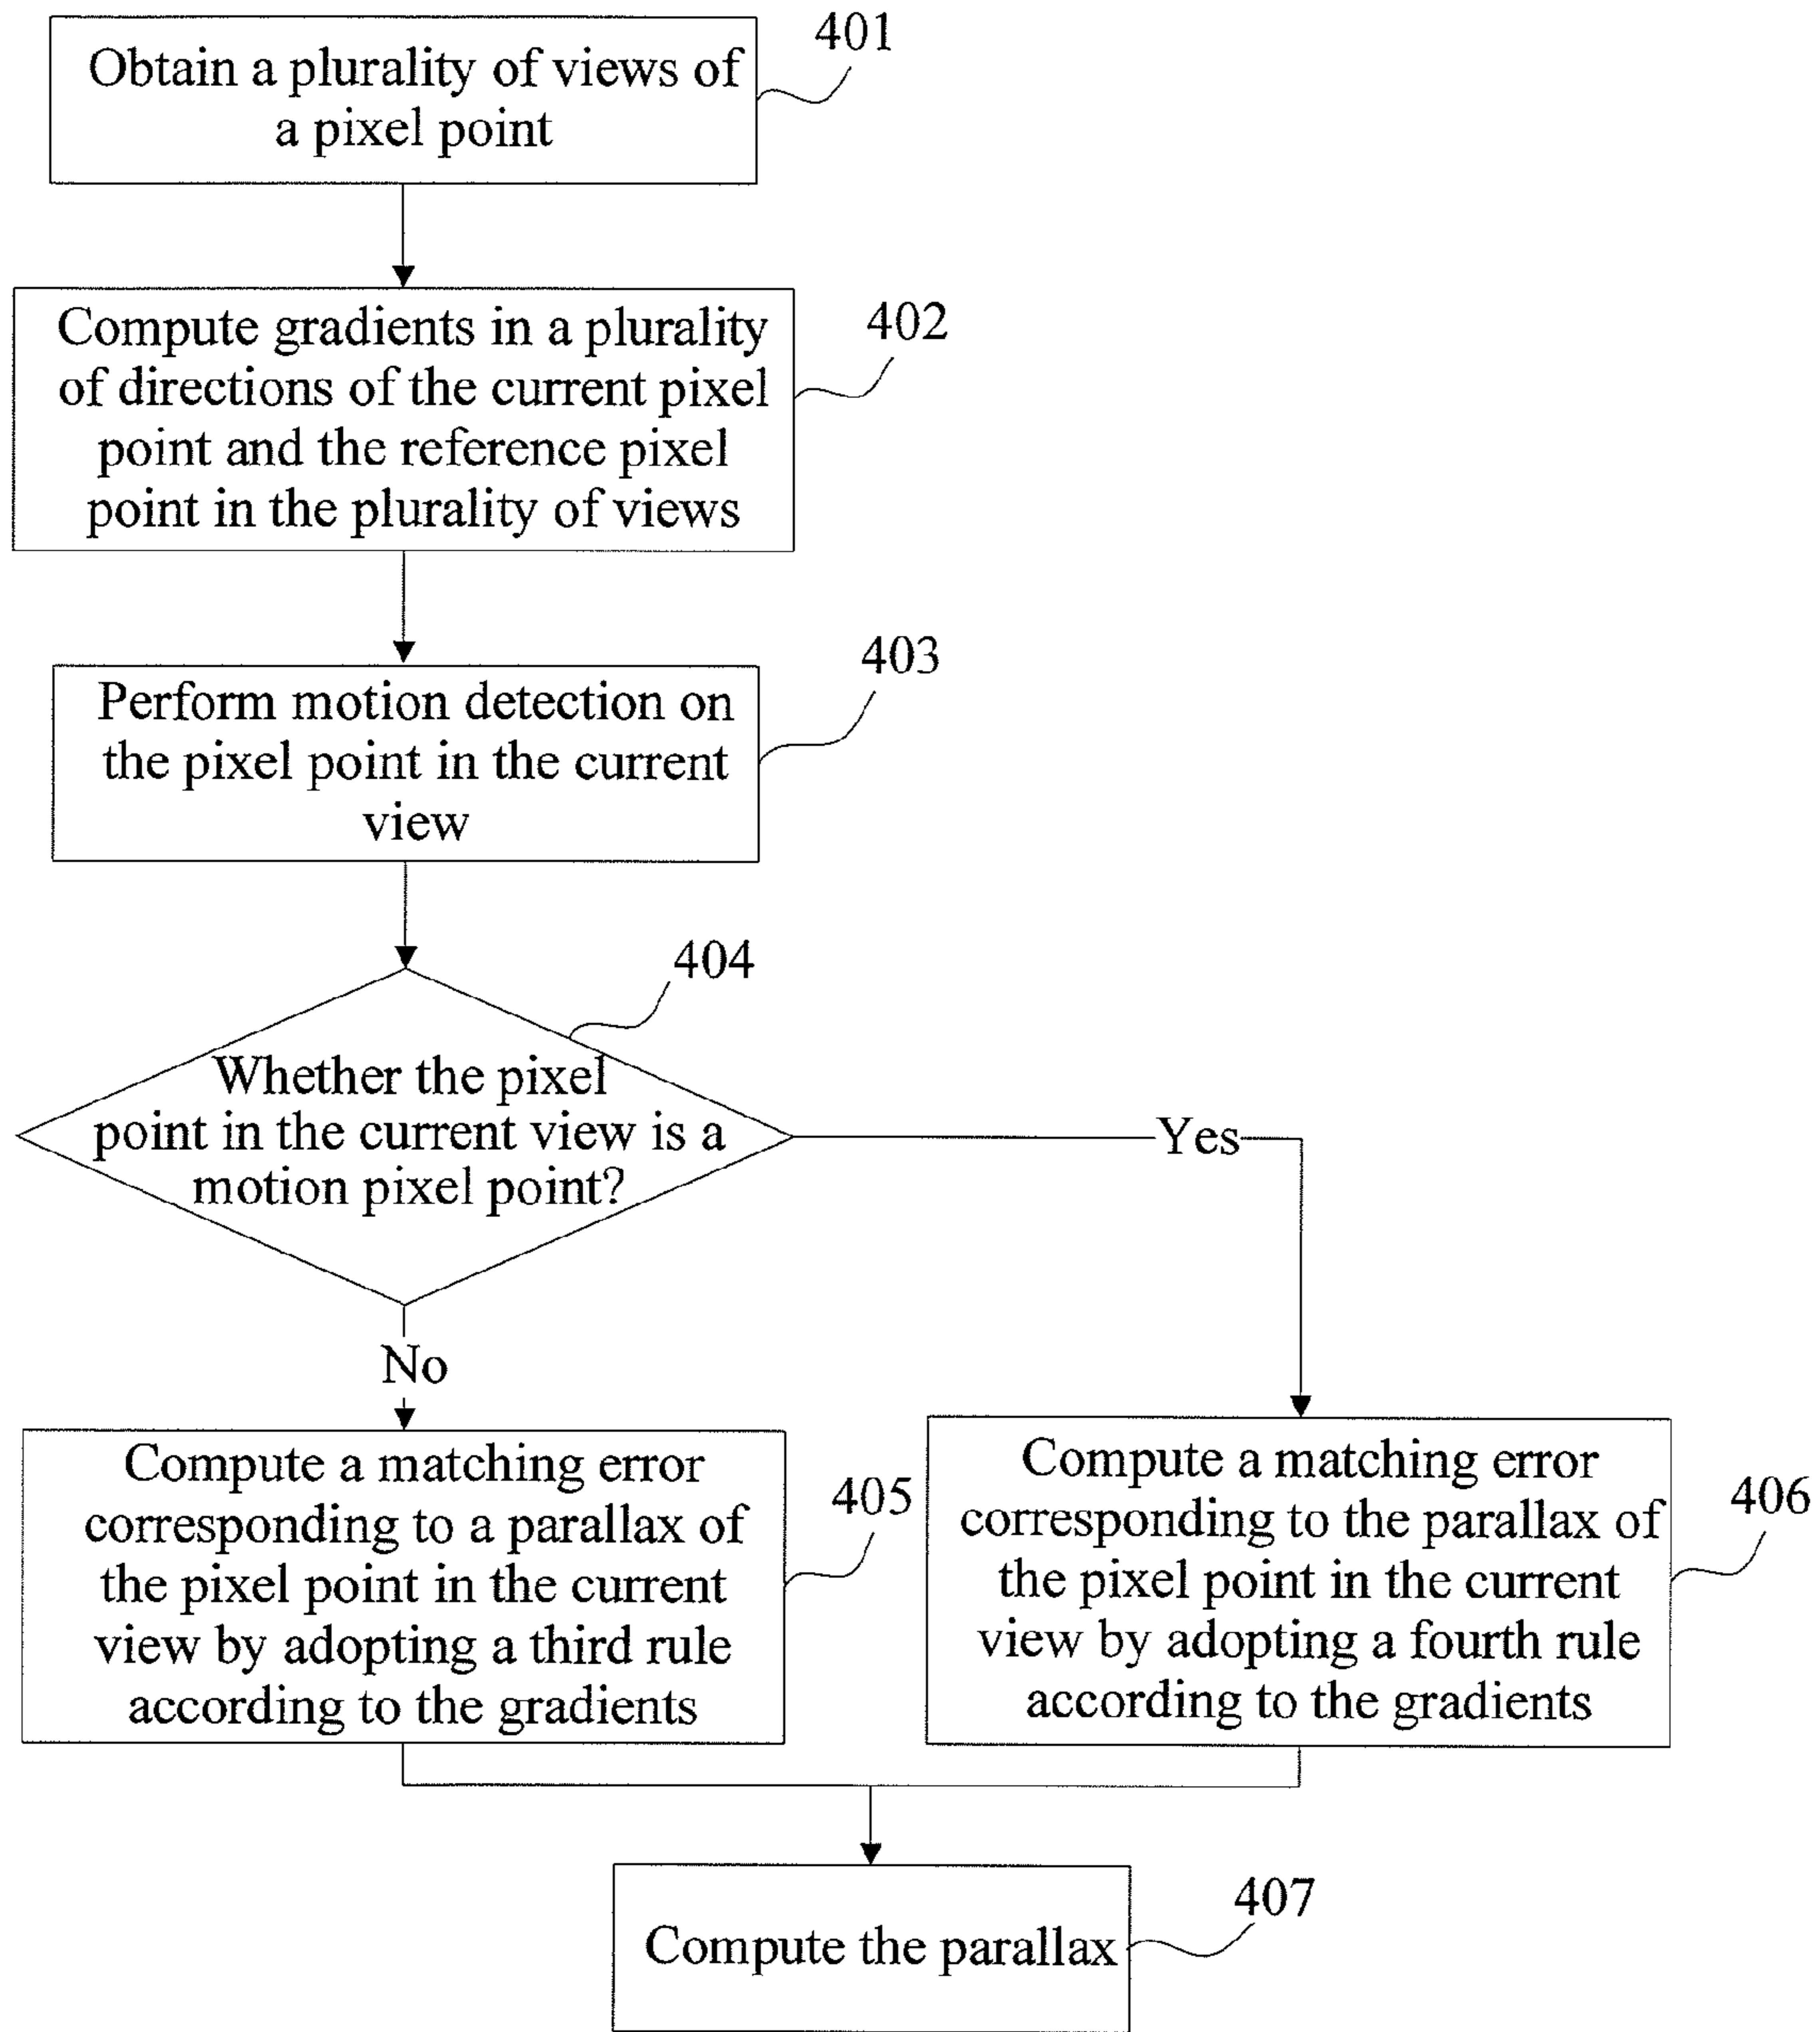 401
Obtain a plurality of views of
a pixel point
402
Compute gradients in a plurality
of directions of the current pixel
point and the reference pixel
point in the plurality of views
403
Perform motion detection on
the pixel point in the current
view
404
Whether the pixel
point in the current view is a
motion pixel point?
Yes
No
Compute a matching error
corresponding to a parallax of
the pixel point in the current
view by adopting a third rule
according to the gradients
405
Compute a matching error
corresponding to the parallax of
the pixel point in the current
view by adopting a fourth rule
according to the gradients
406
407
Compute the parallax